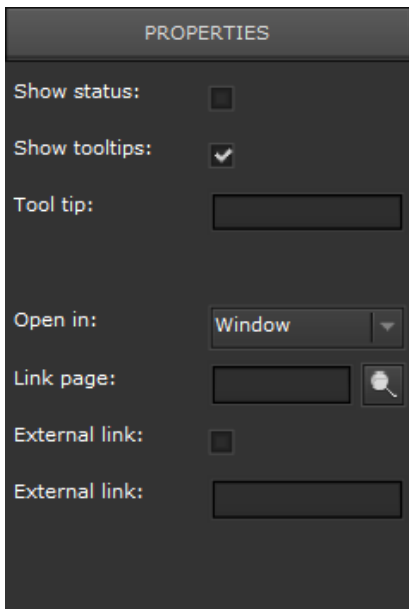 PROPERTIES
Show status:
Show tooltips:
Tool tip:
Open in: Window
Link page:
External link:
External link: